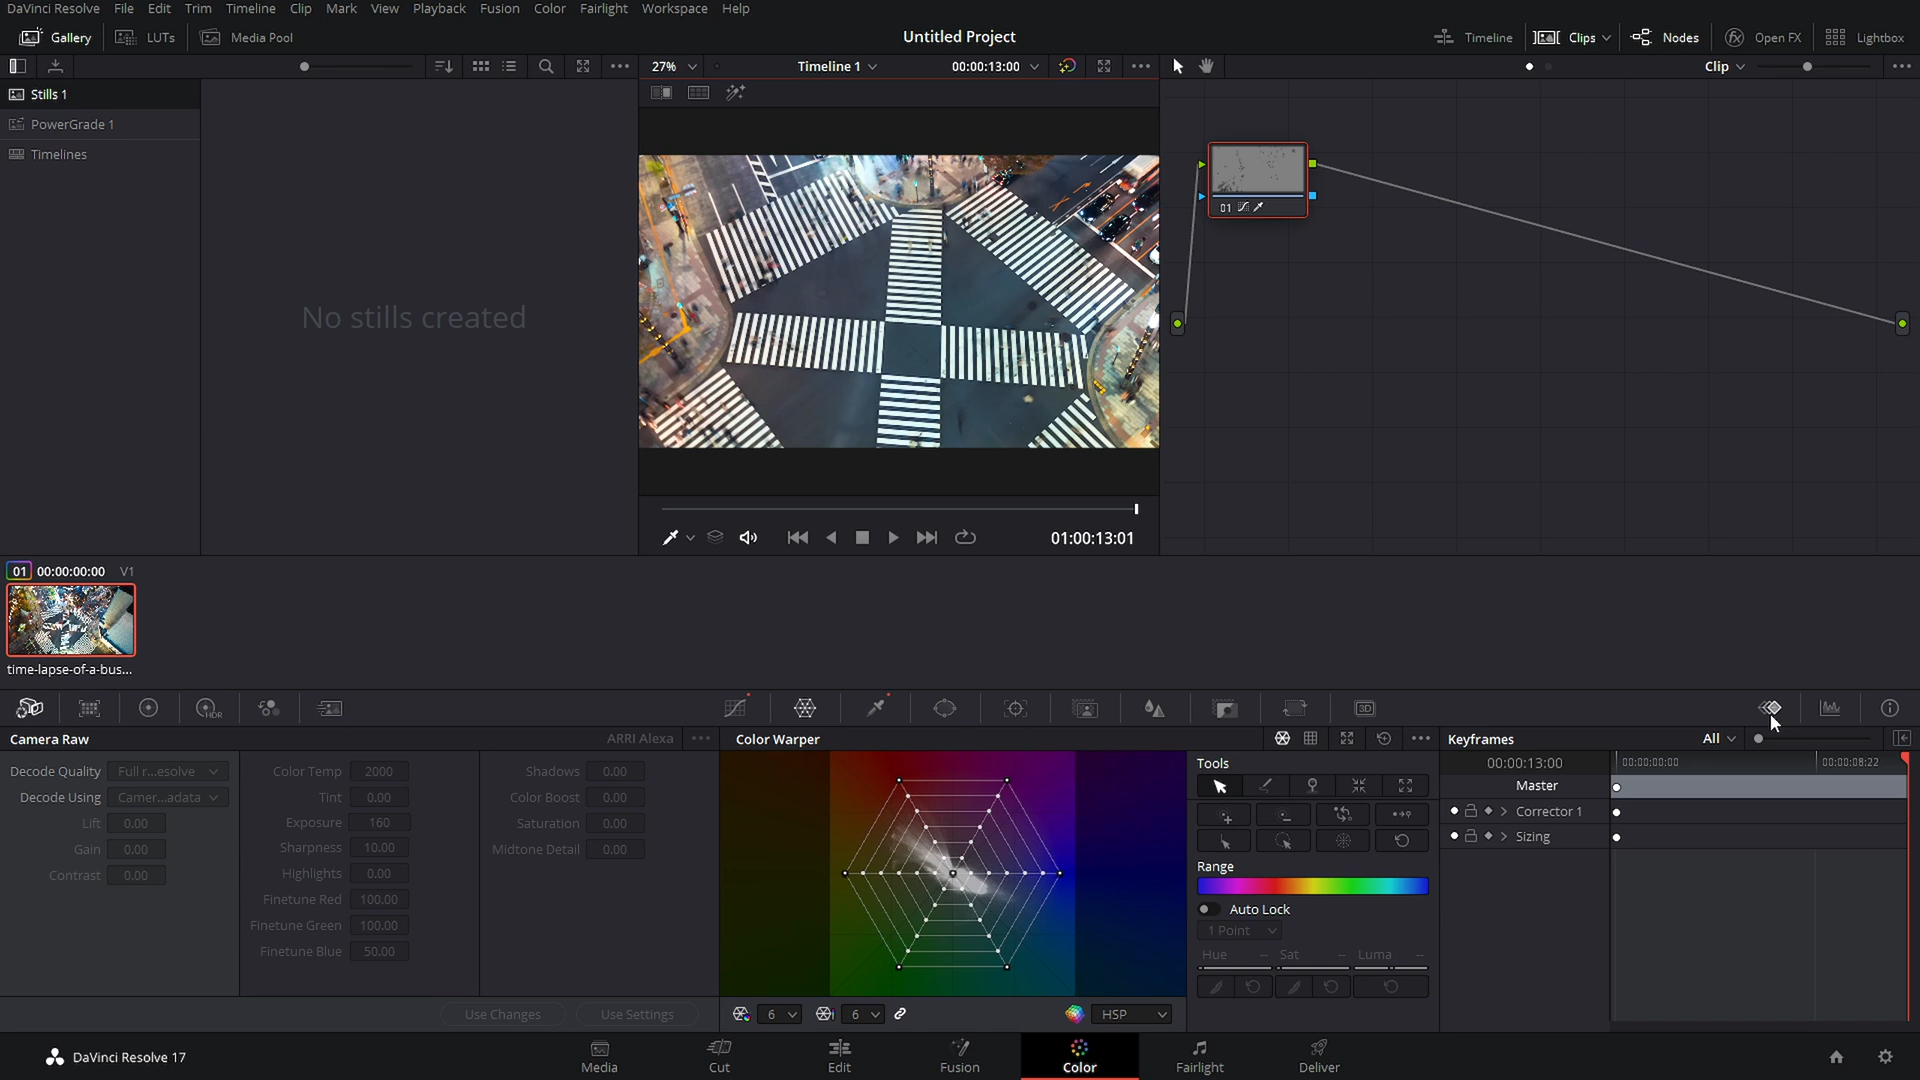 DaVinci Resolve File Edit Trim Timeline Clip Mark View Playback Fusion Color Fairlight Workspace Help
Gallery LUTs Media Pool Untitled Project Timeline Clips Nodes Open FX Lightbox
27% Timeline 1 00:00:13:00 Clip
Stills 1
PowerGrade 1
Timelines
No stills created
01
01:00:13:01
01 00:00:00:00 V1
time-lapse-of-a-bus...
HDR 3D
Camera Raw ARRI Alexa
Decode Quality Full r...esolve
Decode Using Camer...adata
Lift 0.00
Gain 0.00
Contrast 0.00
Color Temp 2000
Tint 0.00
Exposure 160
Sharpness 10.00
Highlights 0.00
Finetune Red 100.00
Finetune Green 100.00
Finetune Blue 50.00
Shadows 0.00
Color Boost 0.00
Saturation 0.00
Midtone Detail 0.00
Use Changes Use Settings
Color Warper
6 6 HSP
Tools
Range
Auto Lock
1 Point
Hue -- Sat -- Luma --
Keyframes All
00:00:13:00 00:00:00:00 00:00:08:22
Master
Corrector 1
Sizing
DaVinci Resolve 17 Media Cut Edit Fusion Color Fairlight Deliver